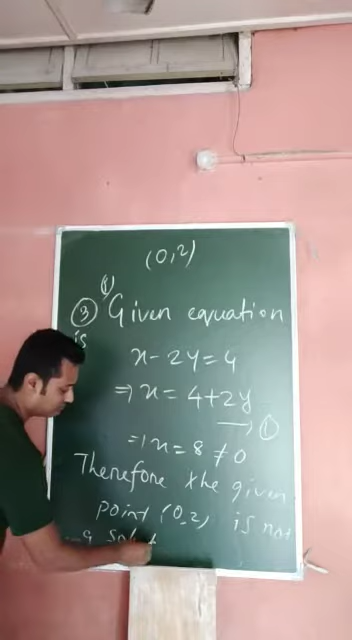 (0,2)
(1)
③ Given equation
is
x - 2y = 4
⇒ x = 4 + 2y
→ ①
⇒ x = 8 ≠ 0
Therefore the given
point (0,2) is not